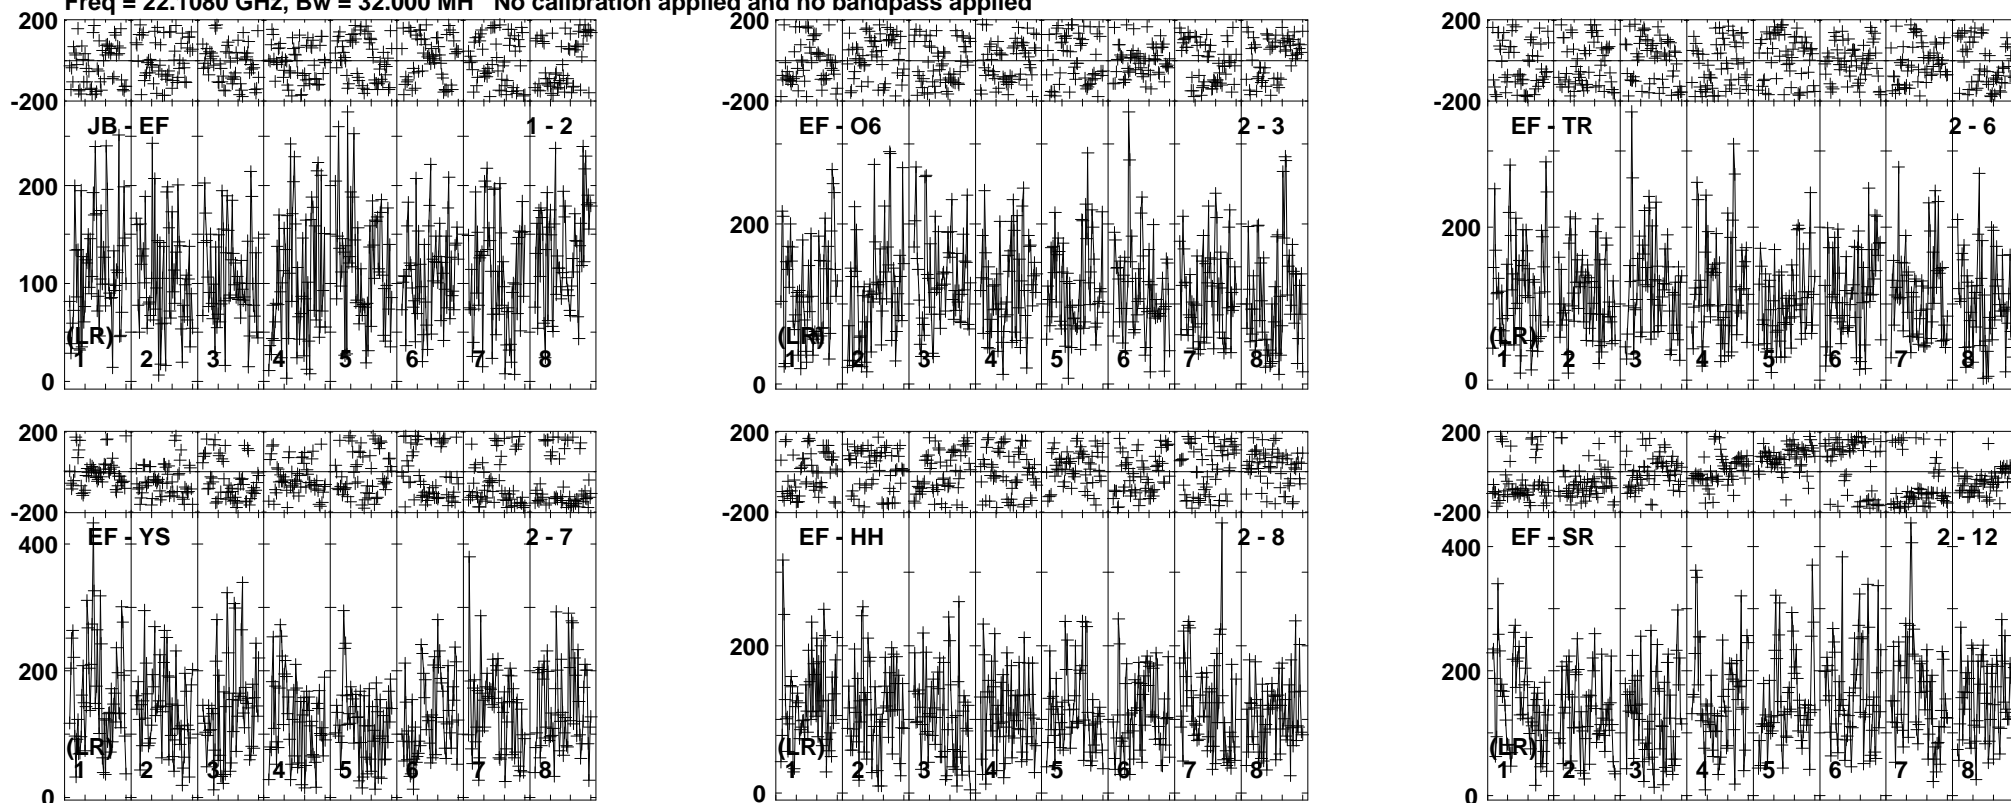 Freq = 22.1080 GHz, Bw = 32.000 MH No calibration applied and no bandpass applied
200
-200
JB - EF 1 - 2
200
100
0
(LR)
1 2 3 4 5 6 7 8
200
-200
EF - O6 2 - 3
200
0
(LR)
1 2 3 4 5 6 7 8
200
-200
EF - TR 2 - 6
200
0
(LR)
1 2 3 4 5 6 7 8
200
-200
EF - YS 2 - 7
400
200
0
(LR)
1 2 3 4 5 6 7 8
200
-200
EF - HH 2 - 8
200
0
(LR)
1 2 3 4 5 6 7 8
200
-200
EF - SR 2 - 12
400
200
0
(LR)
1 2 3 4 5 6 7 8